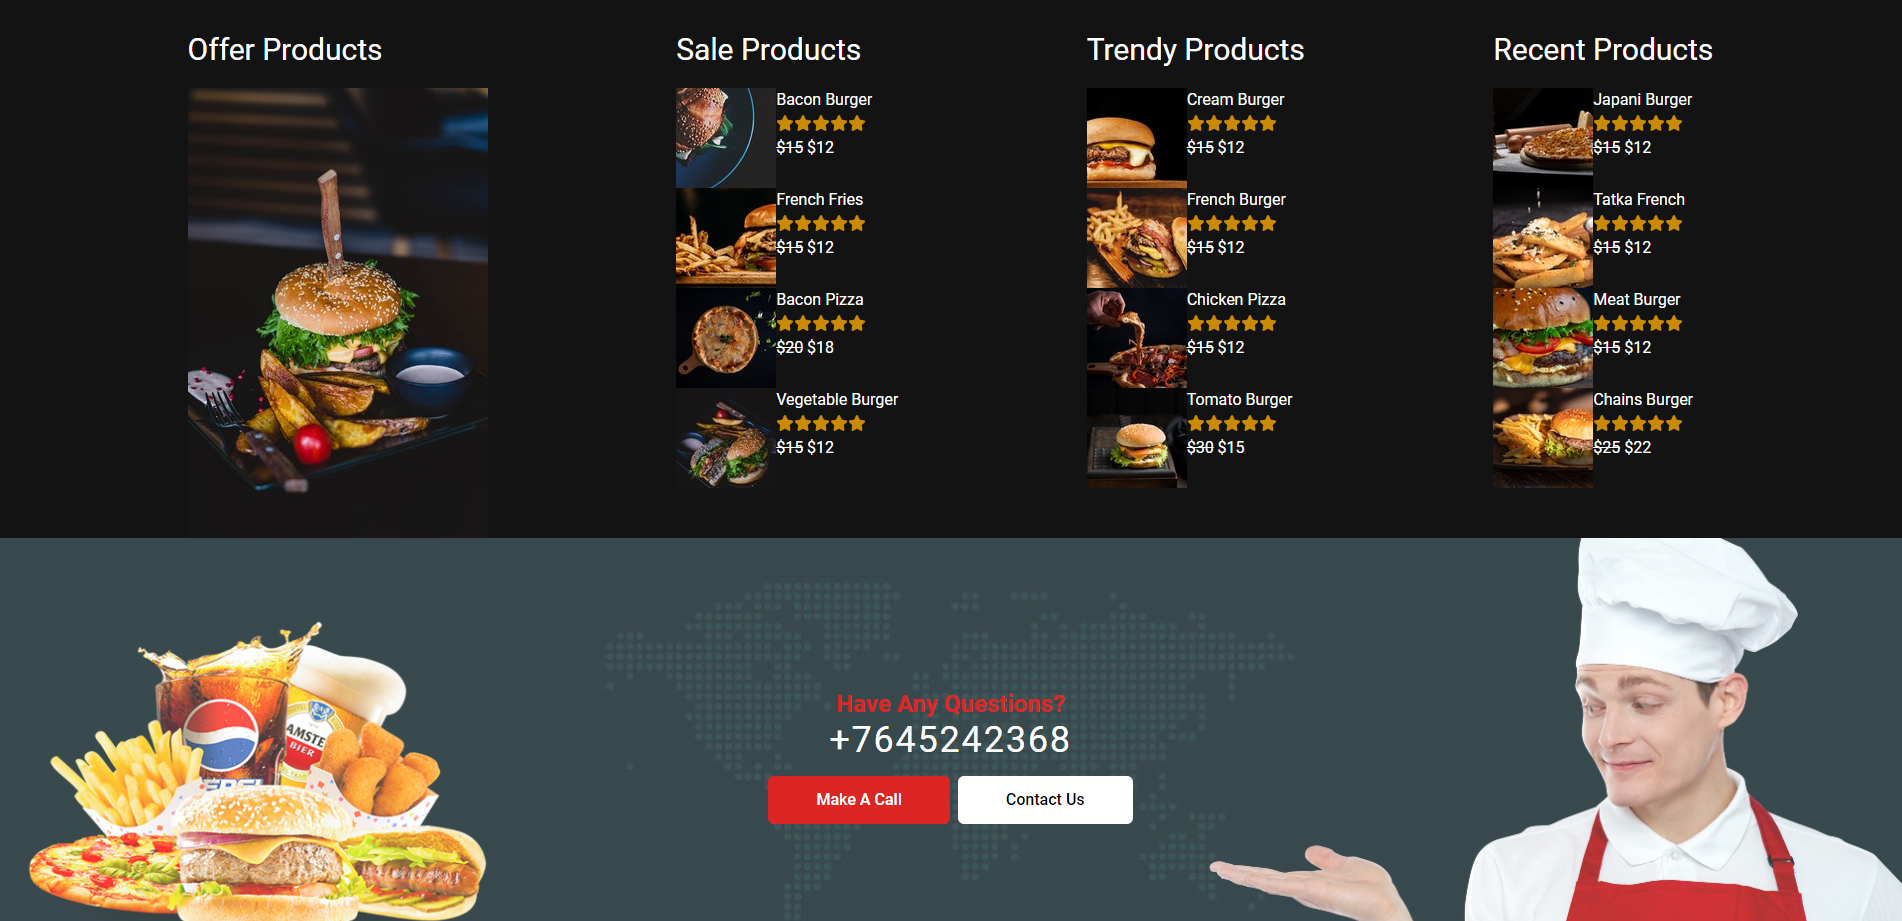 Offer Products
Sale Products
Bacon Burger
$15 $12
French Fries
$15 $12
Bacon Pizza
$20 $18
Vegetable Burger
$15 $12
Trendy Products
Cream Burger
$15 $12
French Burger
$15 $12
Chicken Pizza
$15 $12
Tomato Burger
$30 $15
Recent Products
Japani Burger
$15 $12
Tatka French
$15 $12
Meat Burger
$15 $12
Chains Burger
$25 $22
AMSTE
BIER
Have Any Questions?
+7645242368
Make A Call
Contact Us